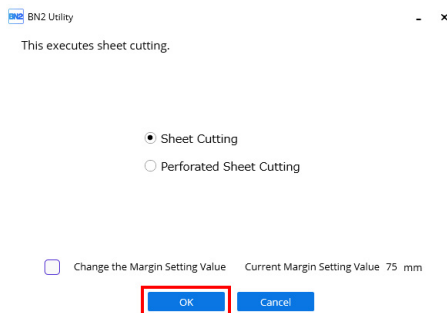 BN2 BN2 Utility
This executes sheet cutting.
Sheet Cutting
Perforated Sheet Cutting
Change the Margin Setting Value Current Margin Setting Value 75 mm
OK Cancel